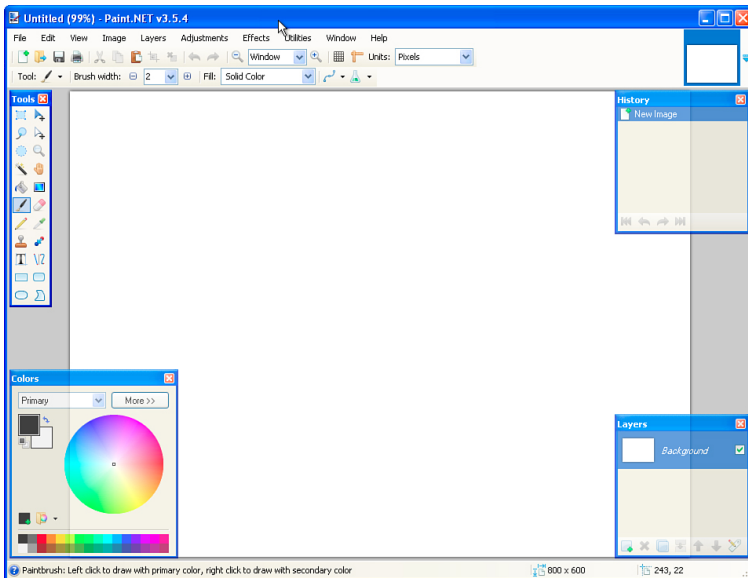 Untitled (99%) - Paint.NET v3.5.4
File Edit View Image Layers Adjustments Effects Utilities Window Help
Window Units: Pixels
Tool: Brush width: 2 Fill: Solid Color
Tools
History
New Image
Colors
Primary More >>
Layers
Background
Paintbrush: Left click to draw with primary color, right click to draw with secondary color 800 x 600 243, 22